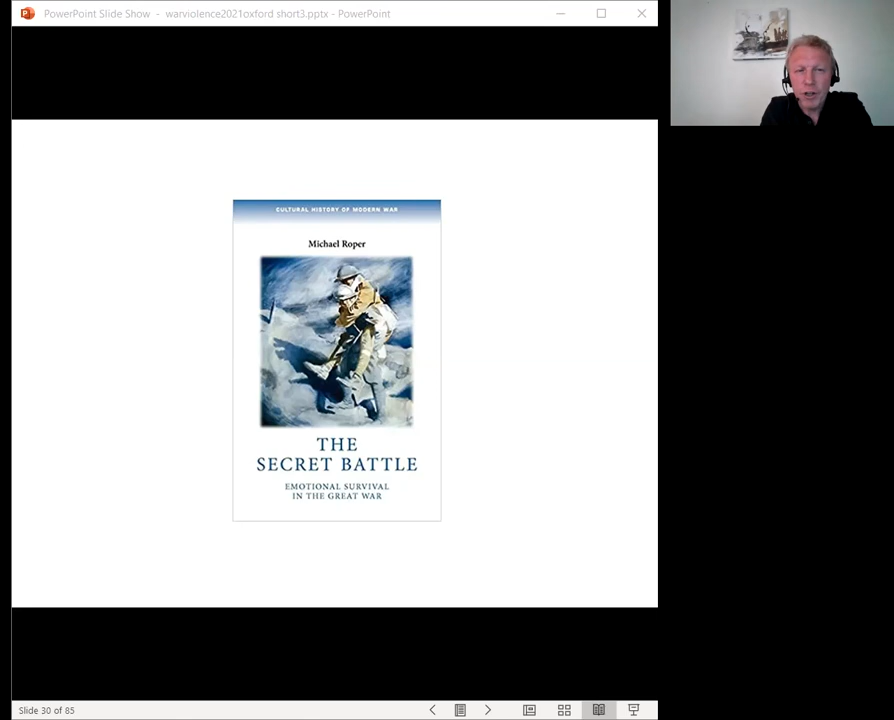 PowerPoint Slide Show - warviolence2021oxford short3.pptx - PowerPoint
CULTURAL HISTORY OF MODERN WAR
Michael Roper
THE
SECRET BATTLE
EMOTIONAL SURVIVAL
IN THE GREAT WAR
Slide 30 of 85